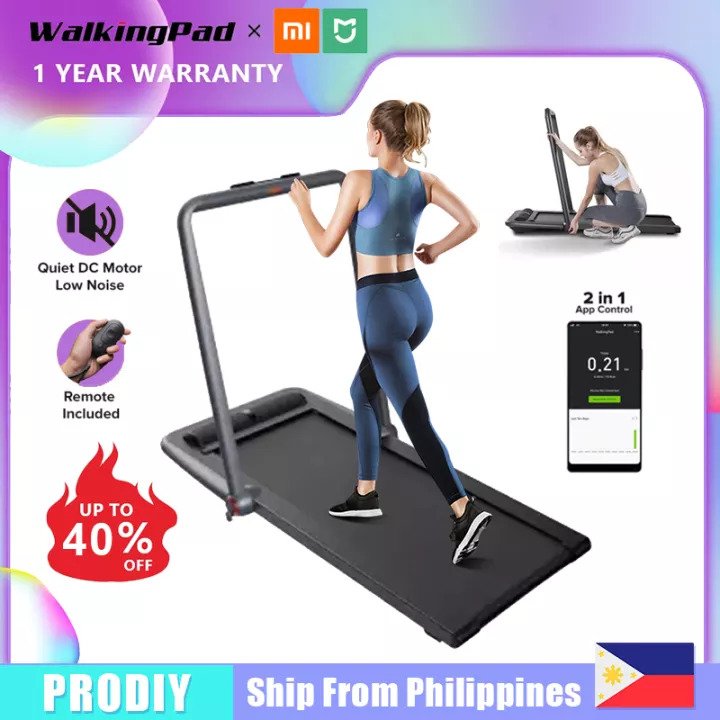 WalkingPad ×
1 YEAR WARRANTY
Quiet DC Motor
Low Noise
Remote
Included
UP TO
40%
OFF
2 in 1
App Control
WalkingPad
0.21
PRODIY
Ship From Philippines